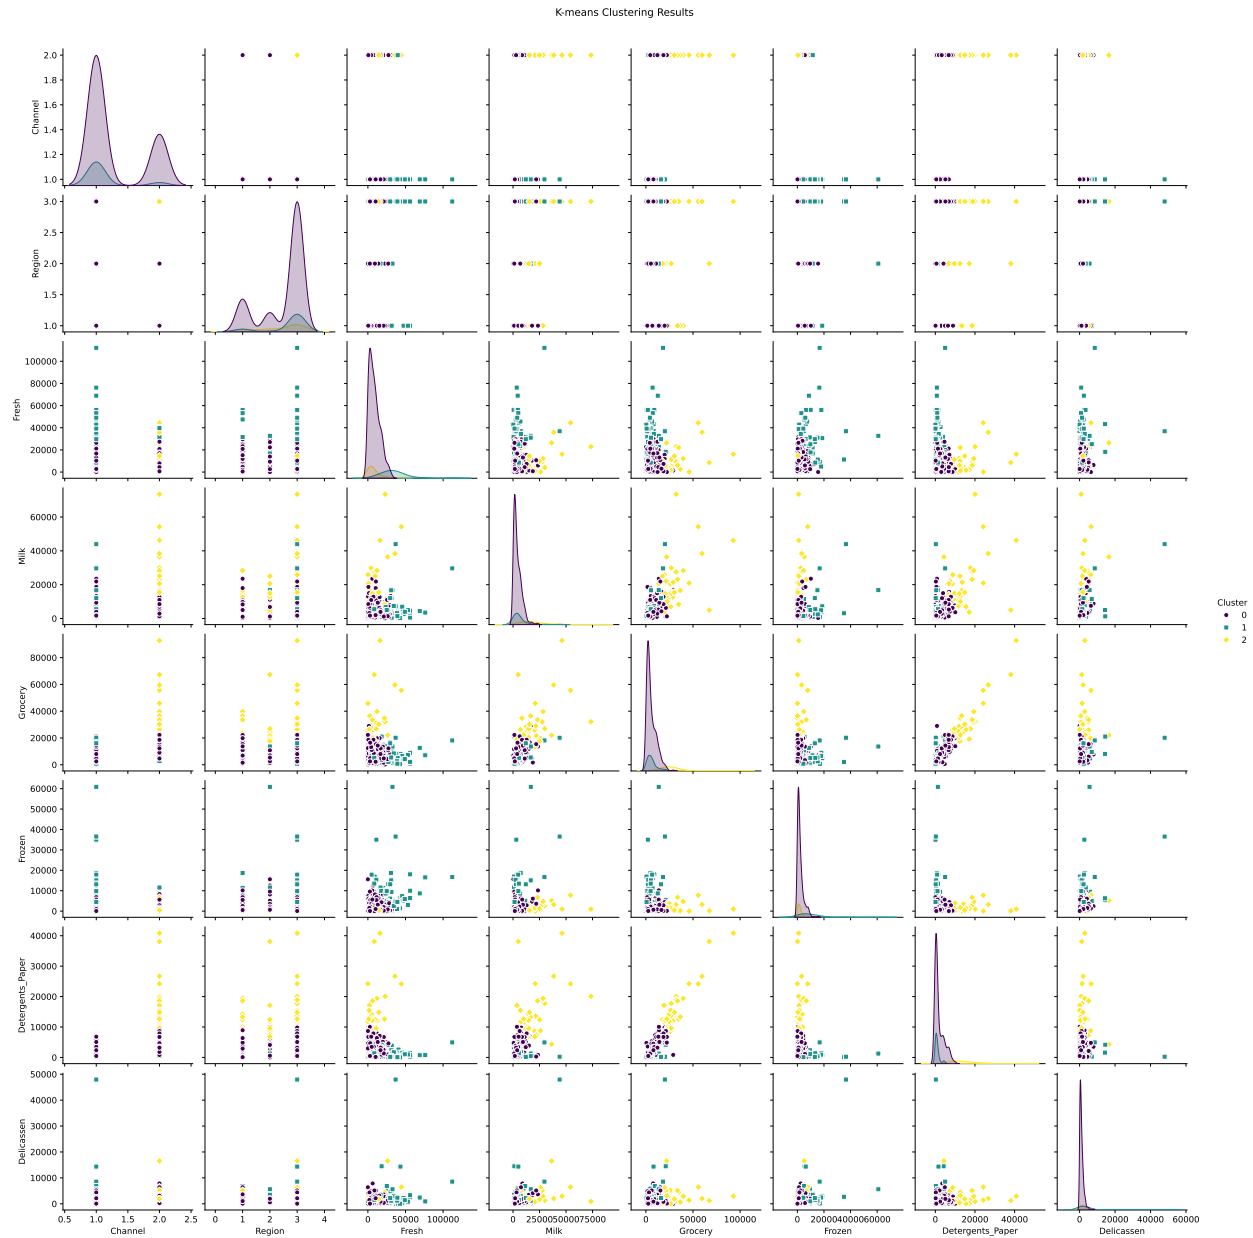 K-means Clustering Results
2.0
1.8
1.6
1.4
1.2
1.0
Channel
3.0
2.5
2.0
1.5
1.0
Region
100000
80000
60000
40000
20000
0
Fresh
60000
40000
20000
0
Milk
80000
60000
40000
20000
0
Grocery
Cluster
0
1
2
60000
50000
40000
30000
20000
10000
0
Frozen
40000
30000
20000
10000
0
Detergents_Paper
50000
40000
30000
20000
10000
0
Delicassen
0.5 1.0 1.5 2.0 2.5
Channel
0 1 2 3 4
Region
0 50000 100000
Fresh
0 25000 50000 75000
Milk
0 50000 100000
Grocery
0 20000 40000 60000
Frozen
0 20000 40000
Detergents_Paper
0 20000 40000 60000
Delicassen